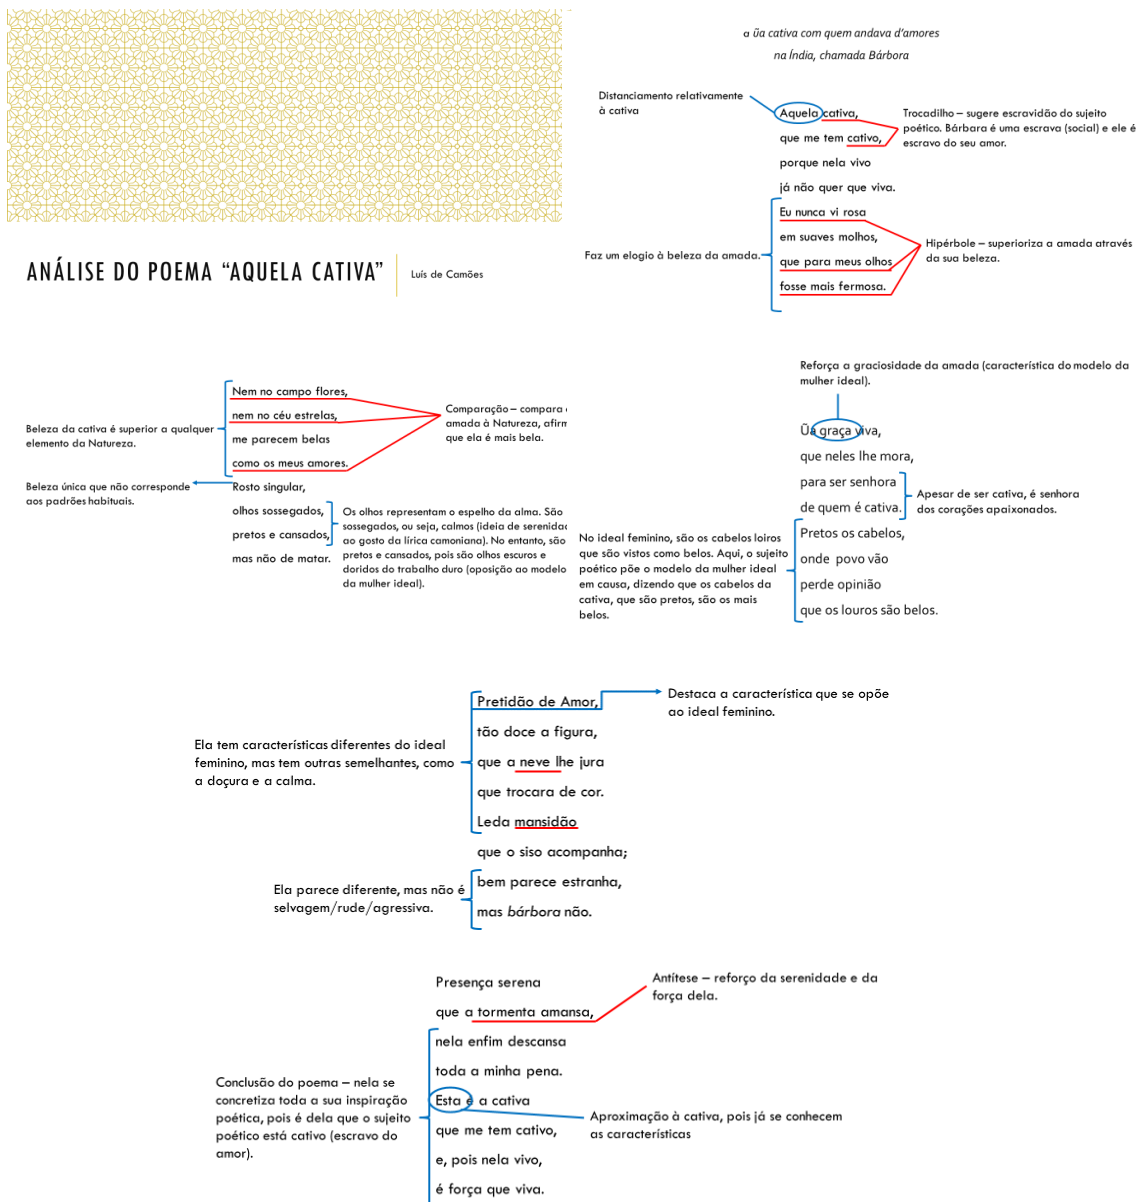 ANÁLISE DO POEMA “AQUELA CATIVA”
Luís de Camões
a ũa cativa com quem andava d’amores
na Índia, chamada Bárbora
Distanciamento relativamente
à cativa
Aquela cativa,
que me tem cativo,
porque nela vivo
já não quer que viva.
Eu nunca vi rosa
em suaves molhos,
que para meus olhos
fosse mais fermosa.
Trocadilho – sugere escravidão do sujeito
poético. Bárbara é uma escrava (social) e ele é
escravo do seu amor.
Faz um elogio à beleza da amada.
Hipérbole – superioriza a amada através
da sua beleza.
Nem no campo flores,
nem no céu estrelas,
me parecem belas
como os meus amores.
Rosto singular,
olhos sossegados,
pretos e cansados,
mas não de matar.
Beleza da cativa é superior a qualquer
elemento da Natureza.
Comparação – compara
amada à Natureza,
que ela é mais bela.
Beleza única que não corresponde
aos padrões habituais.
Os olhos representam o espelho da alma. São
sossegados, ou seja, calmos (ideia de
ao gosto da lírica camoniana). No entanto, são
pretos e cansados, pois são olhos escuros e
doridos do trabalho duro (oposição ao modelo
da mulher ideal).
Reforça a graciosidade da amada (característica do modelo da
mulher ideal).
Ũa graça viva,
que neles lhe mora,
para ser senhora
de quem é cativa.
Pretos os cabelos,
onde povo vão
perde opinião
que os louros são belos.
Apesar de ser cativa, é senhora
dos corações apaixonados.
No ideal feminino, são os cabelos loiros
que são vistos como belos. Aqui, o sujeito
poético põe o modelo da mulher ideal
em causa, dizendo que os cabelos da
cativa, que são pretos, são os mais
belos.
Pretidão de Amor,
tão doce a figura,
que a neve lhe jura
que trocara de cor.
Leda mansidão
que o siso acompanha;
bem parece estranha,
mas bárbora não.
Destaca a característica que se opõe
ao ideal feminino.
Ela tem características diferentes do ideal
feminino, mas tem outras semelhantes, como
a doçura e a calma.
Ela parece diferente, mas não é
selvagem/rude/agressiva.
Presença serena
que a tormenta amansa,
nela enfim descansa
toda a minha pena.
Esta é a cativa
que me tem cativo,
e, pois nela vivo,
é força que viva.
Antítese – reforço da serenidade e da
força dela.
Conclusão do poema – nela se
concretiza toda a sua inspiração
poética, pois é dela que o sujeito
poético está cativo (escravo do
amor).
Aproximação à cativa, pois já se conhecem
as características